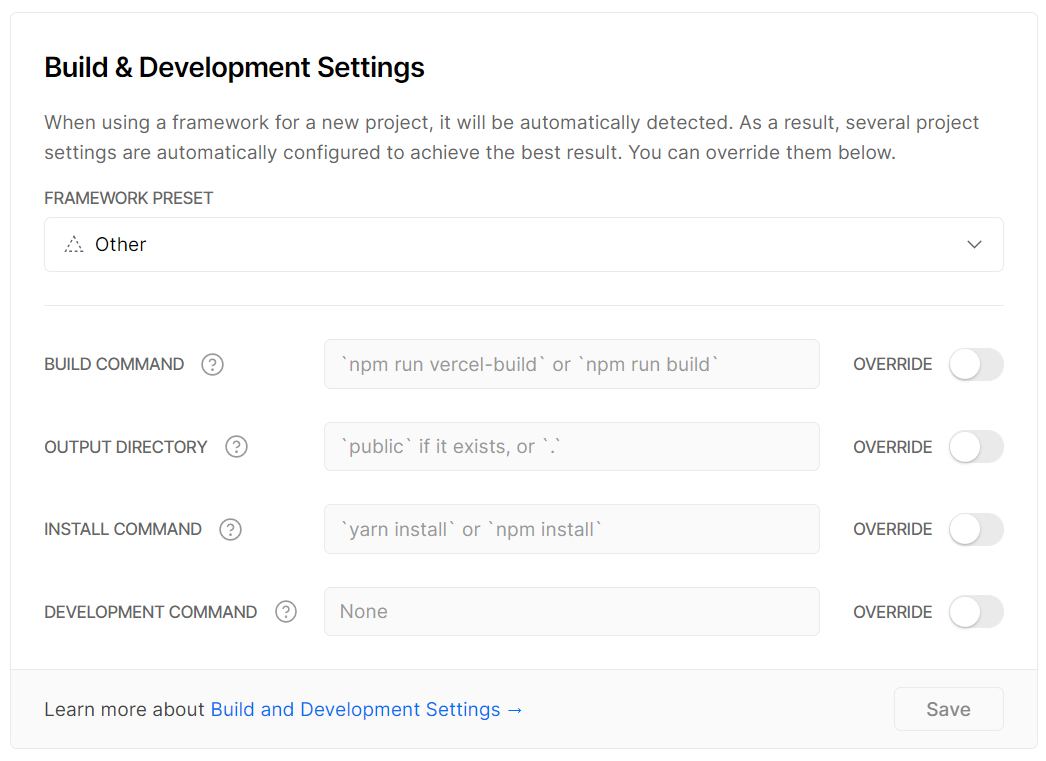 Build & Development Settings
When using a framework for a new project, it will be automatically detected. As a result, several project
settings are automatically configured to achieve the best result. You can override them below.
FRAMEWORK PRESET
Other
BUILD COMMAND ? `npm run vercel-build` or `npm run build` OVERRIDE
OUTPUT DIRECTORY ? `public` if it exists, or `.` OVERRIDE
INSTALL COMMAND ? `yarn install` or `npm install` OVERRIDE
DEVELOPMENT COMMAND ? None OVERRIDE
Learn more about Build and Development Settings → Save